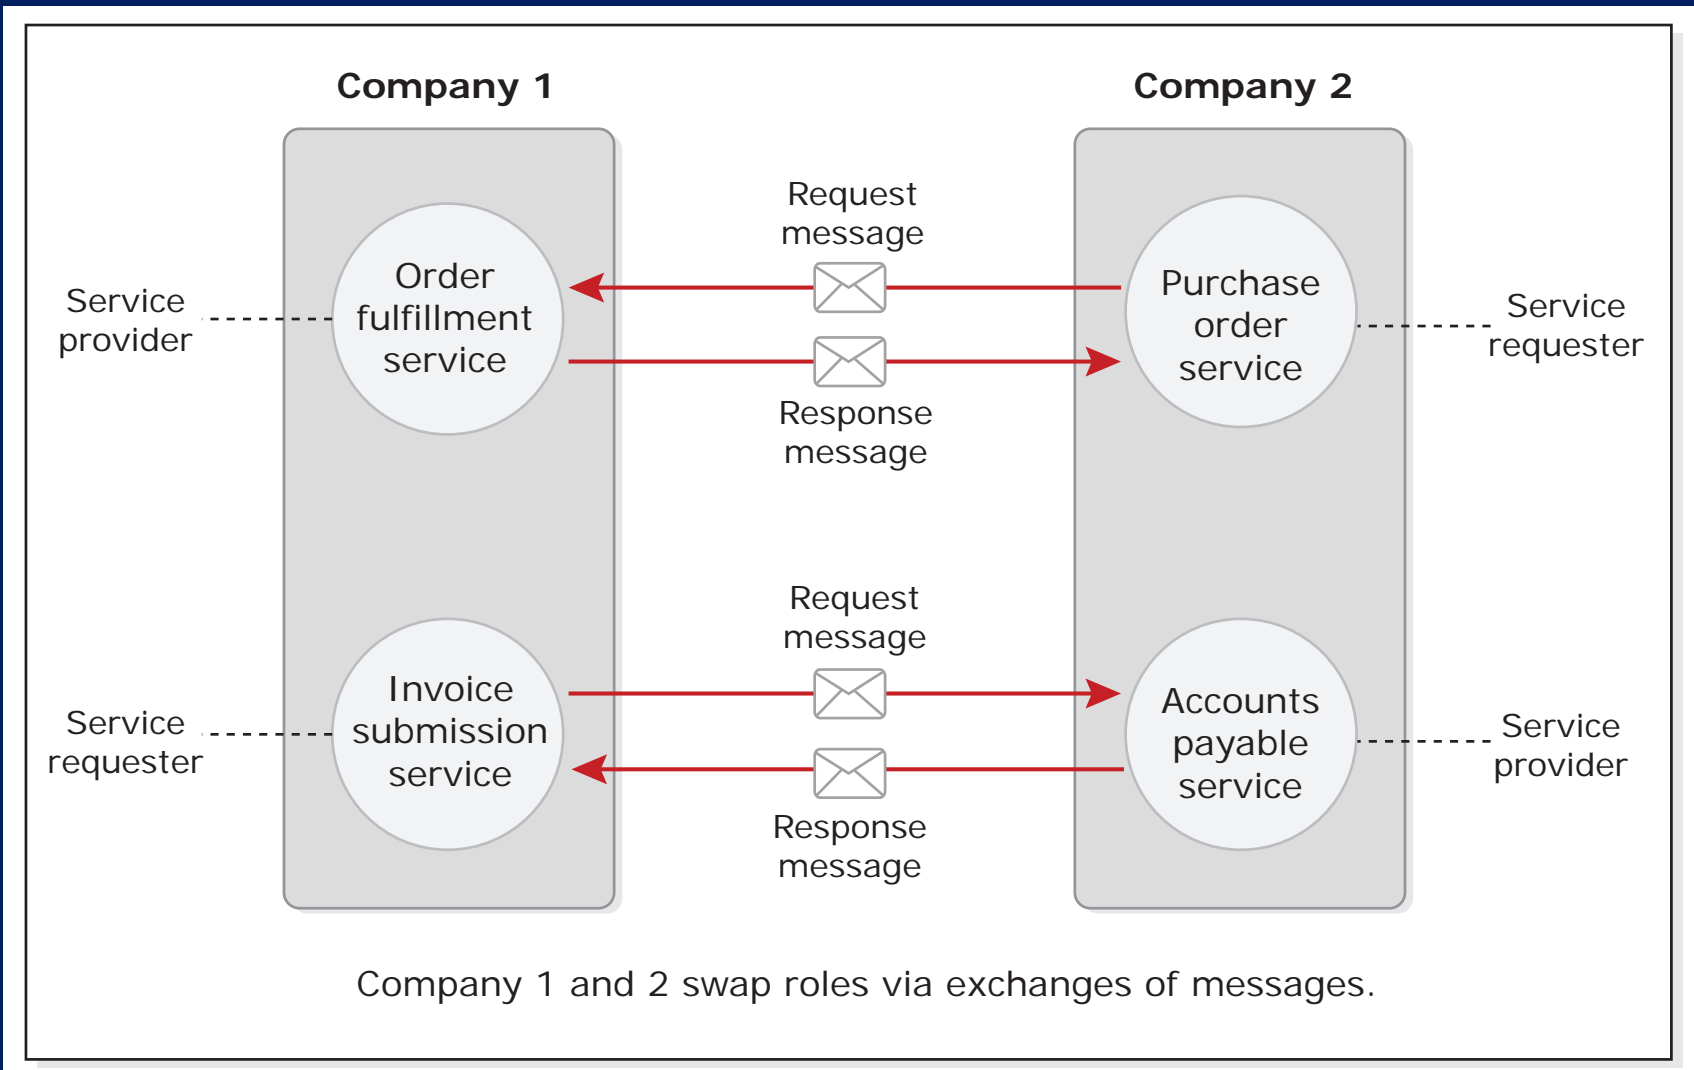 Company 1
Company 2
Request
message
Order
fulfillment
service
Purchase
order
service
Service
provider
Service
requester
Response
message
Request
message
Invoice
submission
service
Accounts
payable
service
Service
requester
Service
provider
Response
message
Company 1 and 2 swap roles via exchanges of messages.